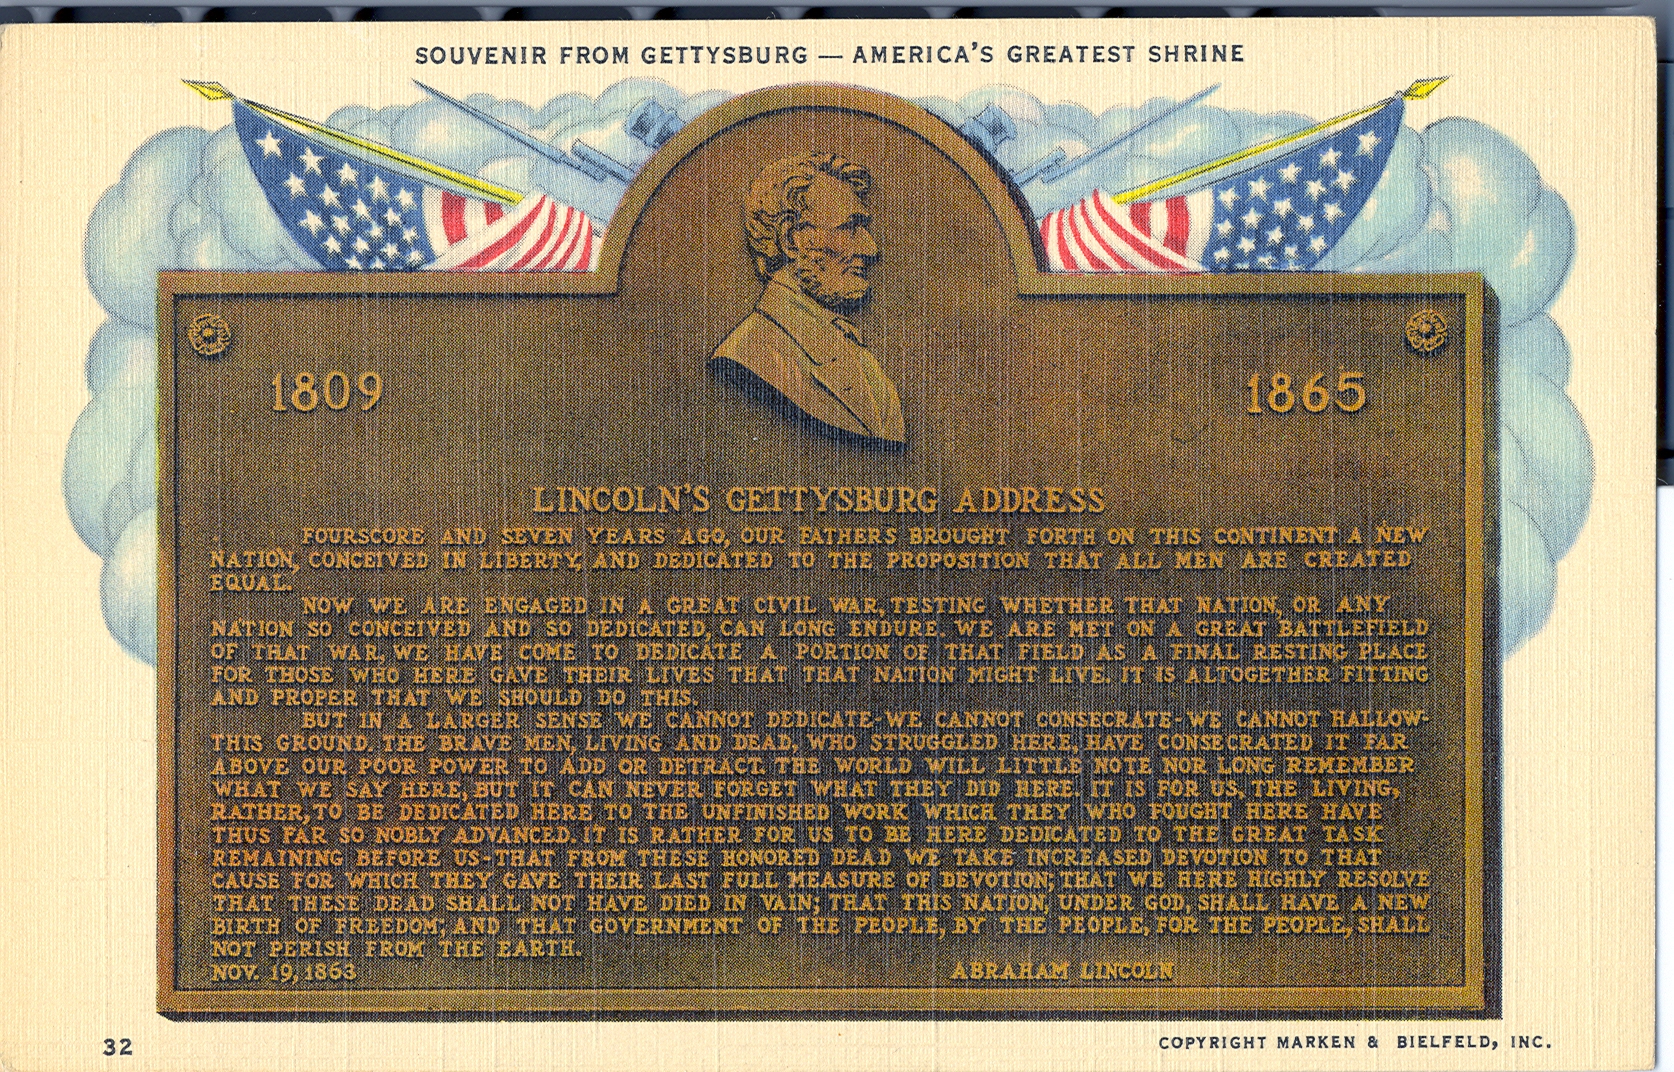 SOUVENIR FROM GETTYSBURG — AMERICA'S GREATEST SHRINE
1809
1865
LINCOLN'S GETTYSBURG ADDRESS
FOURSCORE AND SEVEN YEARS AGO, OUR FATHERS BROUGHT FORTH ON THIS CONTINENT A NEW
NATION, CONCEIVED IN LIBERTY, AND DEDICATED TO THE PROPOSITION THAT ALL MEN ARE CREATED
EQUAL.
NOW WE ARE ENGAGED IN A GREAT CIVIL WAR, TESTING WHETHER THAT NATION, OR ANY
NATION SO CONCEIVED AND SO DEDICATED, CAN LONG ENDURE. WE ARE MET ON A GREAT BATTLEFIELD
OF THAT WAR, WE HAVE COME TO DEDICATE A PORTION OF THAT FIELD AS A FINAL RESTING PLACE
FOR THOSE WHO HERE GAVE THEIR LIVES THAT THAT NATION MIGHT LIVE. IT IS ALTOGETHER FITTING
AND PROPER THAT WE SHOULD DO THIS.
BUT IN A LARGER SENSE WE CANNOT DEDICATE-WE CANNOT CONSECRATE-WE CANNOT HALLOW-
THIS GROUND. THE BRAVE MEN, LIVING AND DEAD, WHO STRUGGLED HERE, HAVE CONSECRATED IT FAR
ABOVE OUR POOR POWER TO ADD OR DETRACT. THE WORLD WILL LITTLE NOTE NOR LONG REMEMBER
WHAT WE SAY HERE, BUT IT CAN NEVER FORGET WHAT THEY DID HERE. IT IS FOR US, THE LIVING,
RATHER, TO BE DEDICATED HERE TO THE UNFINISHED WORK WHICH THEY WHO FOUGHT HERE HAVE
THUS FAR SO NOBLY ADVANCED. IT IS RATHER FOR US TO BE HERE DEDICATED TO THE GREAT TASK
REMAINING BEFORE US-THAT FROM THESE HONORED DEAD WE TAKE INCREASED DEVOTION TO THAT
CAUSE FOR WHICH THEY GAVE THEIR LAST FULL MEASURE OF DEVOTION; THAT WE HERE HIGHLY RESOLVE
THAT THESE DEAD SHALL NOT HAVE DIED IN VAIN; THAT THIS NATION, UNDER GOD, SHALL HAVE A NEW
BIRTH OF FREEDOM; AND THAT GOVERNMENT OF THE PEOPLE, BY THE PEOPLE, FOR THE PEOPLE, SHALL
NOT PERISH FROM THE EARTH.
NOV. 19, 1863
ABRAHAM LINCOLN
32
COPYRIGHT MARKEN & BIELFELD, INC.